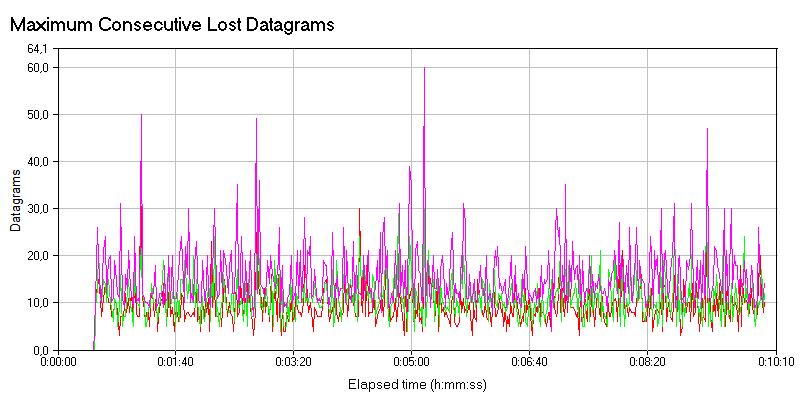 Maximum Consecutive Lost Datagrams
64,1
60,0
50,0
40,0
30,0
20,0
10,0
0,0
Datagrams
0:00:00 0:01:40 0:03:20 0:05:00 0:06:40 0:08:20 0:10:10
Elapsed time (h:mm:ss)